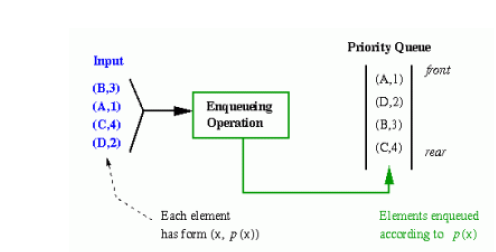 Priority Queue
Input
front
(B,3)
(A,1)
(C,4)
(D,2)
Enqueueing
Operation
(A,1)
(D,2)
(B,3)
(C,4)
rear
Each element
has form (x, p (x))
Elements enqueued
according to p(x)